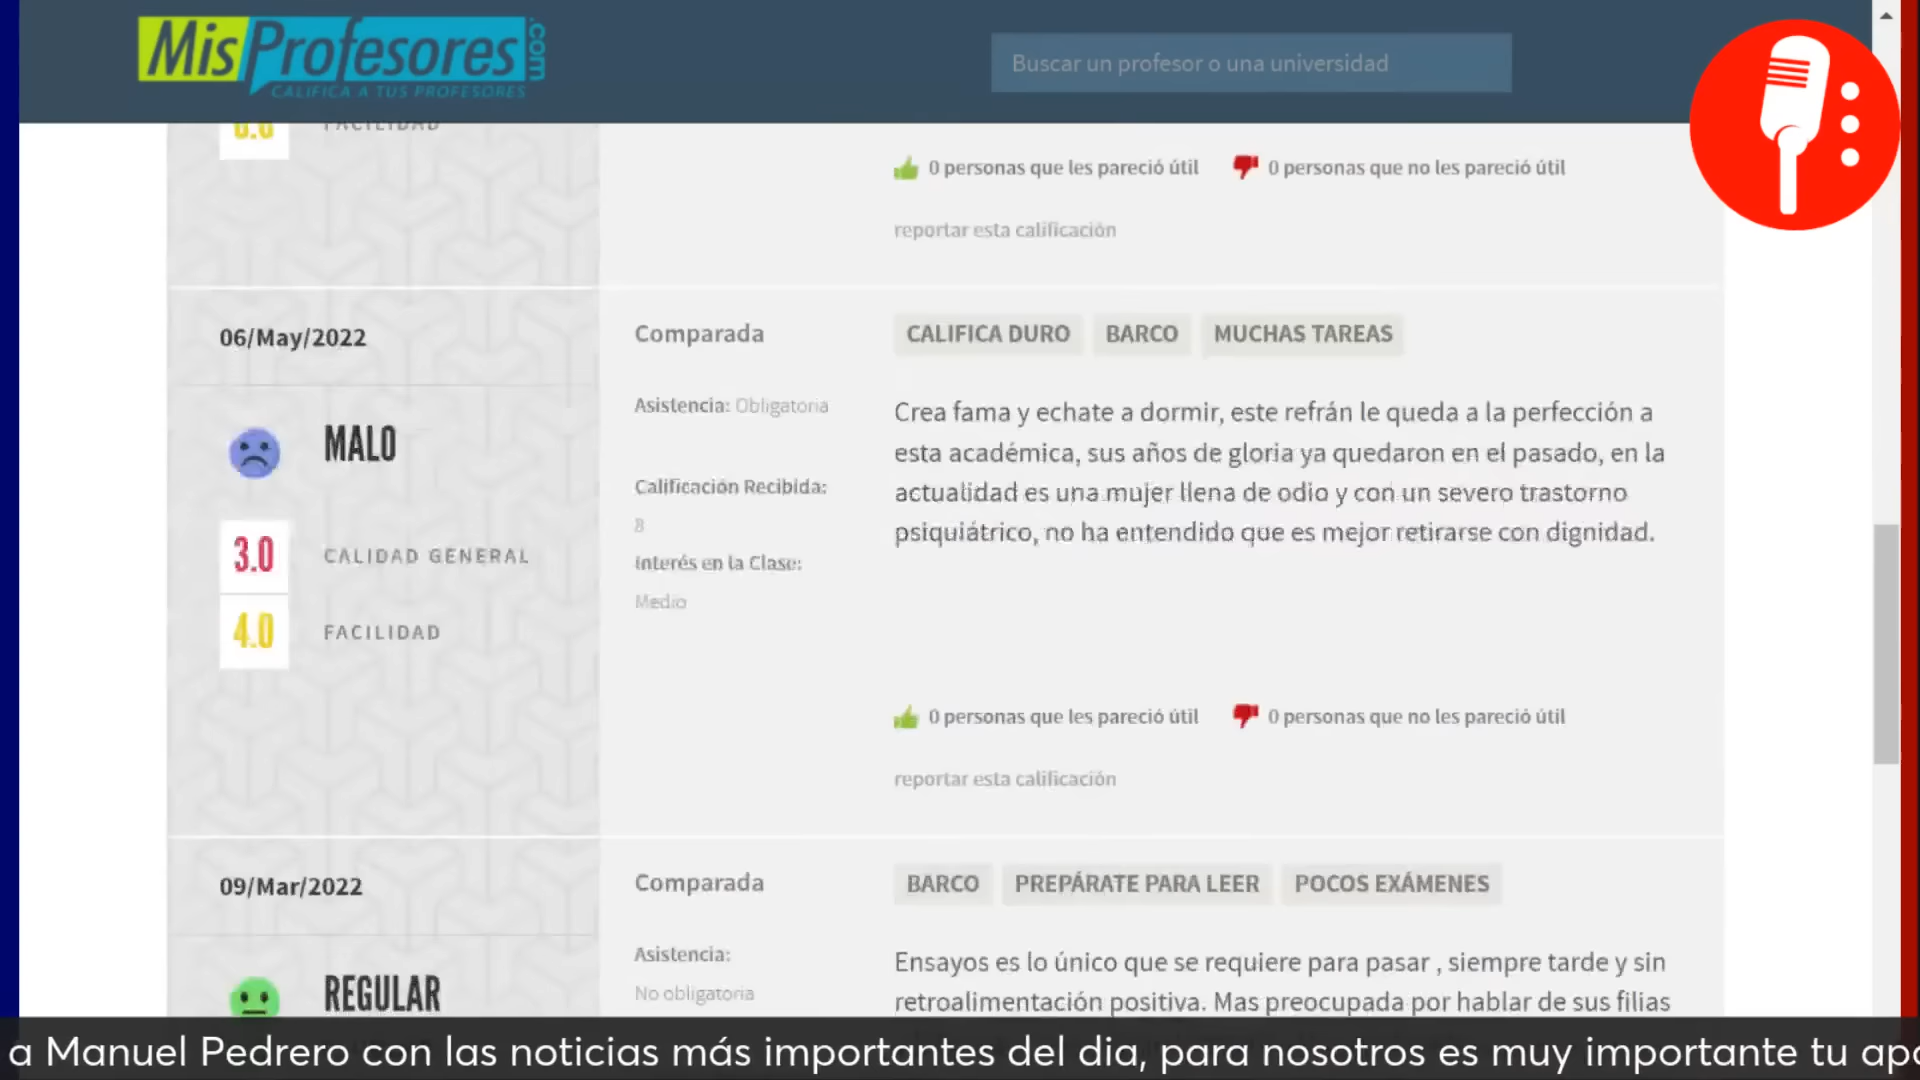 MisProfesores.com
CALIFICA A TUS PROFESORES
Buscar un profesor o una universidad
FACILIDAD
0 personas que les pareció útil 0 personas que no les pareció útil
reportar esta calificación
06/May/2022
MALO
3.0 CALIDAD GENERAL
4.0 FACILIDAD
Comparada
Asistencia: Obligatoria
Calificación Recibida:
8
Interés en la Clase:
Medio
CALIFICA DURO BARCO MUCHAS TAREAS
Crea fama y echate a dormir, este refrán le queda a la perfección a
esta académica, sus años de gloria ya quedaron en el pasado, en la
actualidad es una mujer llena de odio y con un severo trastorno
psiquiátrico, no ha entendido que es mejor retirarse con dignidad.
0 personas que les pareció útil 0 personas que no les pareció útil
reportar esta calificación
09/Mar/2022
REGULAR
Comparada
Asistencia:
No obligatoria
BARCO PREPÁRATE PARA LEER POCOS EXÁMENES
Ensayos es lo único que se requiere para pasar , siempre tarde y sin
retroalimentación positiva. Mas preocupada por hablar de sus filias
a Manuel Pedrero con las noticias más importantes del dia, para nosotros es muy importante tu